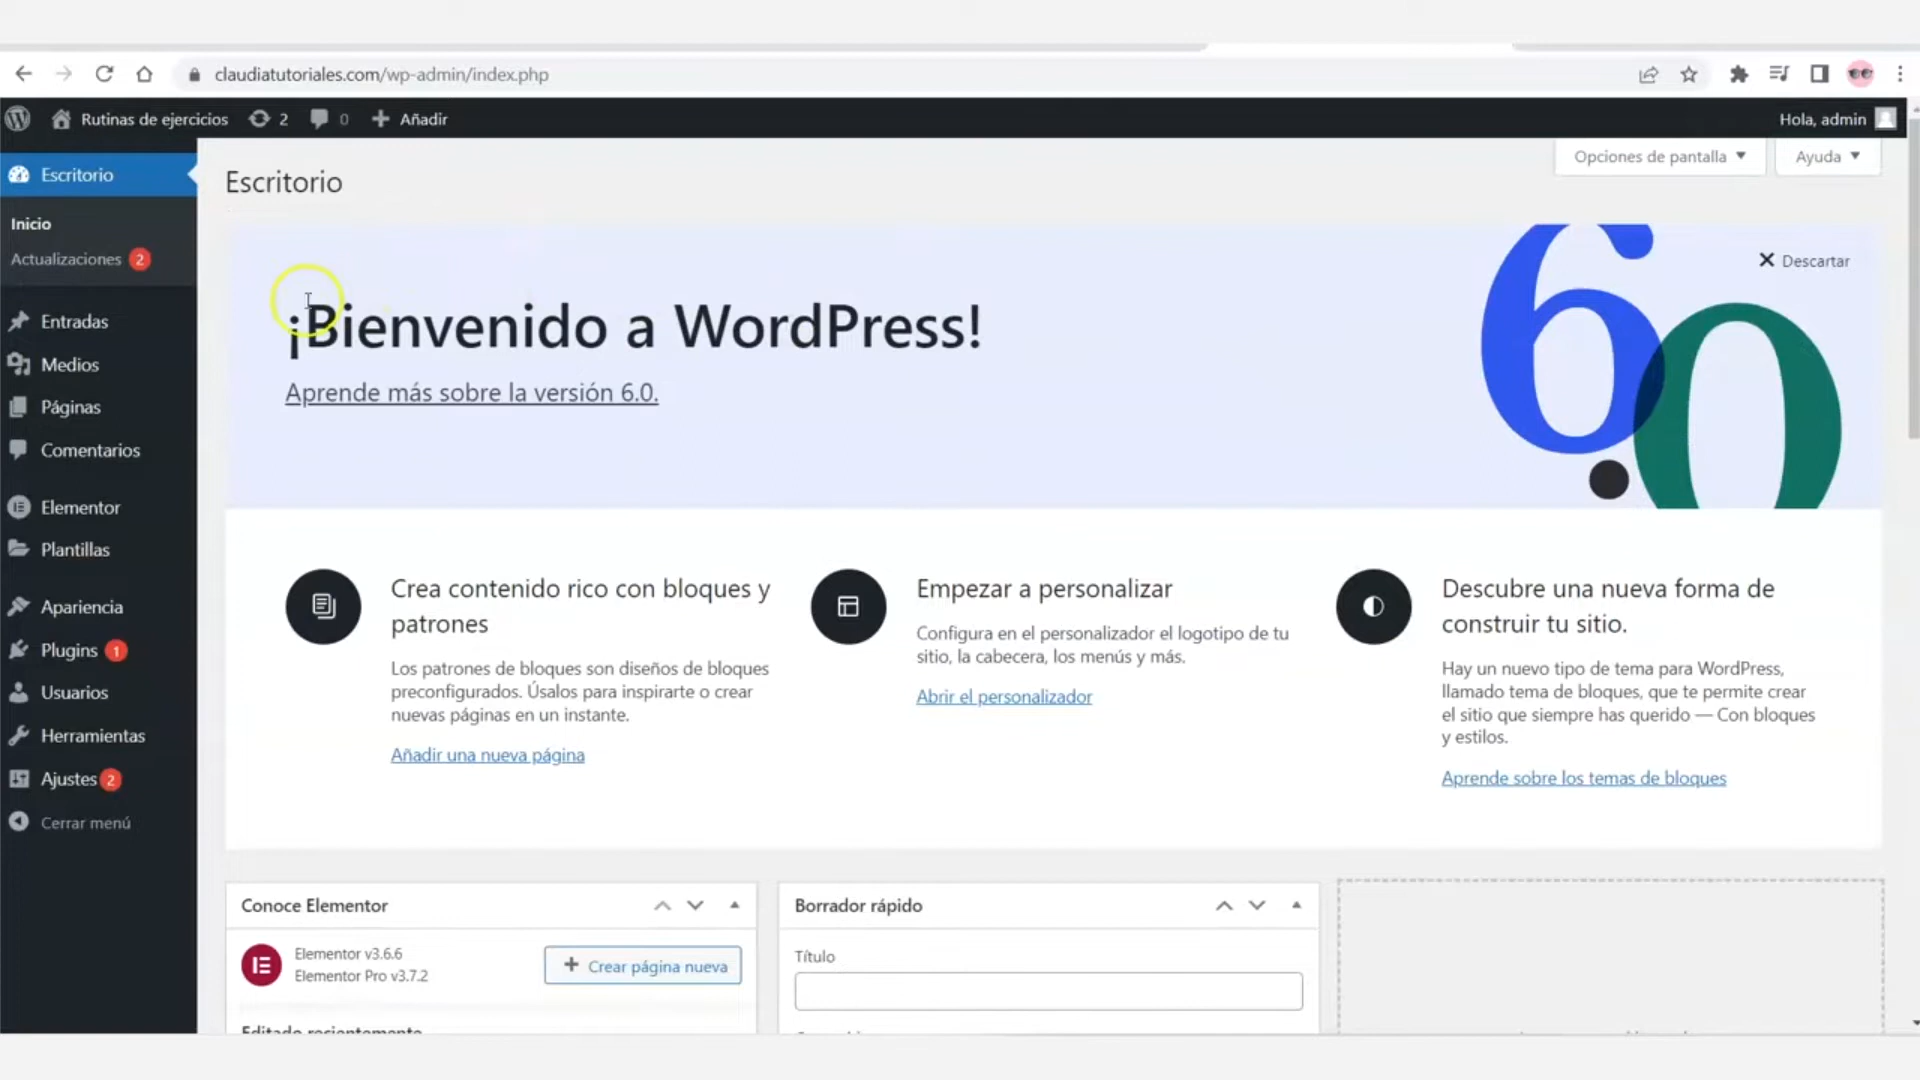 claudiatutoriales.com/wp-admin/index.php
Rutinas de ejercicios 2 0 Añadir
Hola, admin
Escritorio
Inicio
Actualizaciones 2
Entradas
Medios
Páginas
Comentarios
Elementor
Plantillas
Apariencia
Plugins 1
Usuarios
Herramientas
Ajustes 2
Cerrar menú
Escritorio
Opciones de pantalla
Ayuda
¡Bienvenido a WordPress!
Aprende más sobre la versión 6.0.
6.0
Descartar
Crea contenido rico con bloques y
patrones
Los patrones de bloques son diseños de bloques
preconfigurados. Úsalos para inspirarte o crear
nuevas páginas en un instante.
Añadir una nueva página
Empezar a personalizar
Configura en el personalizador el logotipo de tu
sitio, la cabecera, los menús y más.
Abrir el personalizador
Descubre una nueva forma de
construir tu sitio.
Hay un nuevo tipo de tema para WordPress,
llamado tema de bloques, que te permite crear
el sitio que siempre has querido — Con bloques
y estilos.
Aprende sobre los temas de bloques
Conoce Elementor
Elementor v3.6.6
Elementor Pro v3.7.2
+ Crear página nueva
Editado recientemente
Borrador rápido
Título